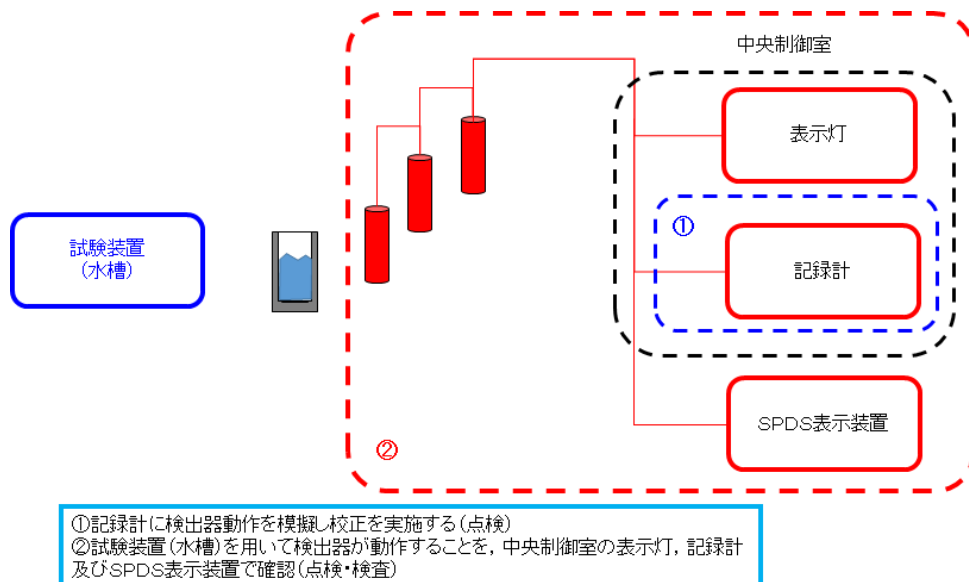 中央制御室
表示灯
①
試験装置
(水槽)
記録計
SPDS表示装置
②
①記録計に検出器動作を模擬し校正を実施する(点検)
②試験装置(水槽)を用いて検出器が動作することを，中央制御室の表示灯，記録計
及びSPDS表示装置で確認(点検・検査)